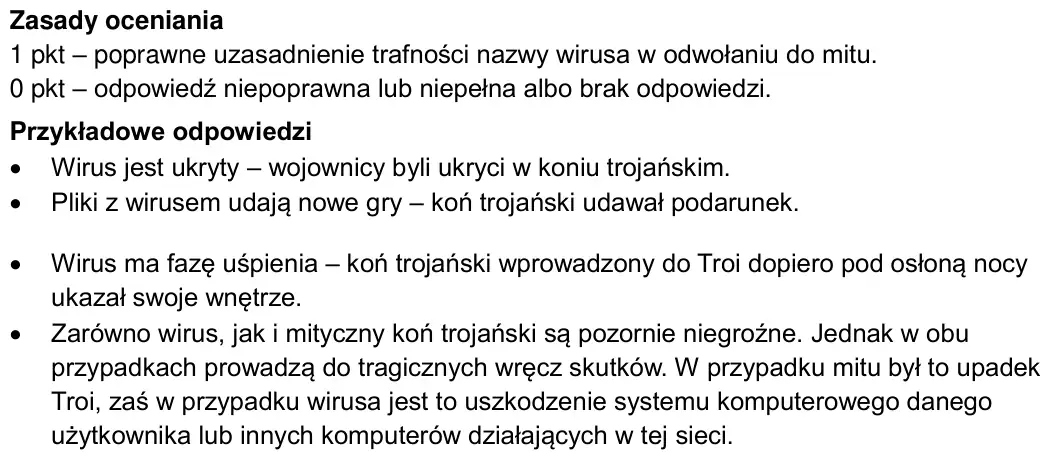 Zasady oceniania
1 pkt – poprawne uzasadnienie trafności nazwy wirusa w odwołaniu do mitu.
0 pkt – odpowiedź niepoprawna lub niepełna albo brak odpowiedzi.
Przykładowe odpowiedzi
• Wirus jest ukryty – wojownicy byli ukryci w koniu trojańskim.
• Pliki z wirusem udają nowe gry – koń trojański udawał podarunek.
• Wirus ma fazę uśpienia – koń trojański wprowadzony do Troi dopiero pod osłoną nocy
ukazał swoje wnętrze.
• Zarówno wirus, jak i mityczny koń trojański są pozornie niegroźne. Jednak w obu
przypadkach prowadzą do tragicznych wręcz skutków. W przypadku mitu był to upadek
Troi, zaś w przypadku wirusa jest to uszkodzenie systemu komputerowego danego
użytkownika lub innych komputerów działających w tej sieci.